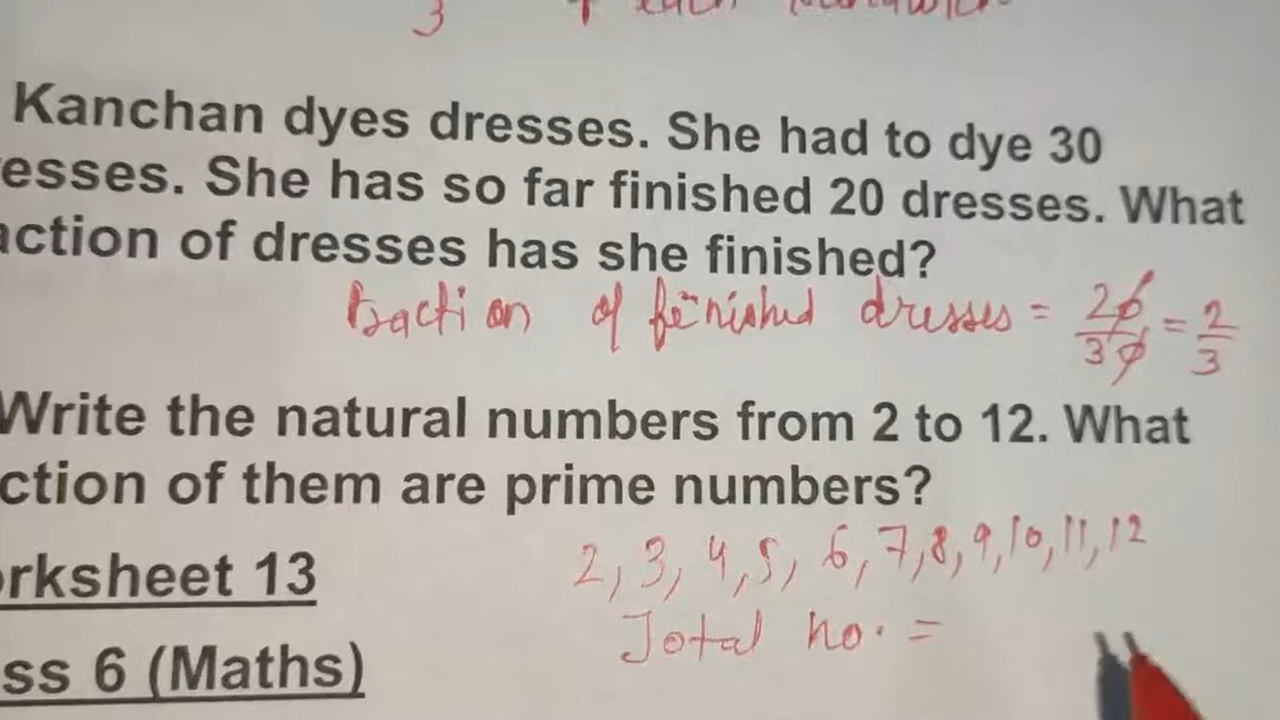 3
Kanchan dyes dresses. She had to dye 30
esses. She has so far finished 20 dresses. What
action of dresses has she finished?
fraction of finished dresses = 20/30 = 2/3
Write the natural numbers from 2 to 12. What
ction of them are prime numbers?
2, 3, 4, 5, 6, 7, 8, 9, 10, 11, 12
orksheet 13
Total no. =
ss 6 (Maths)